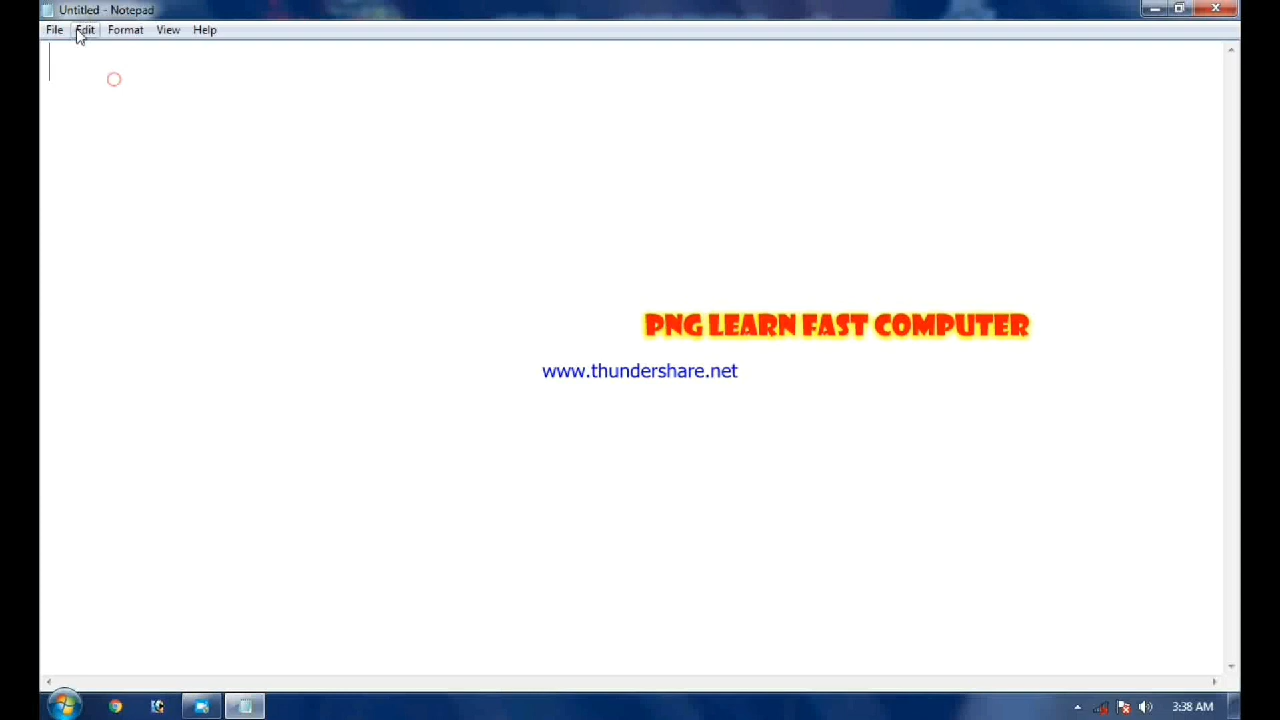 Untitled - Notepad
File Edit Format View Help
PNG LEARN FAST COMPUTER
www.thundershare.net
3:38 AM